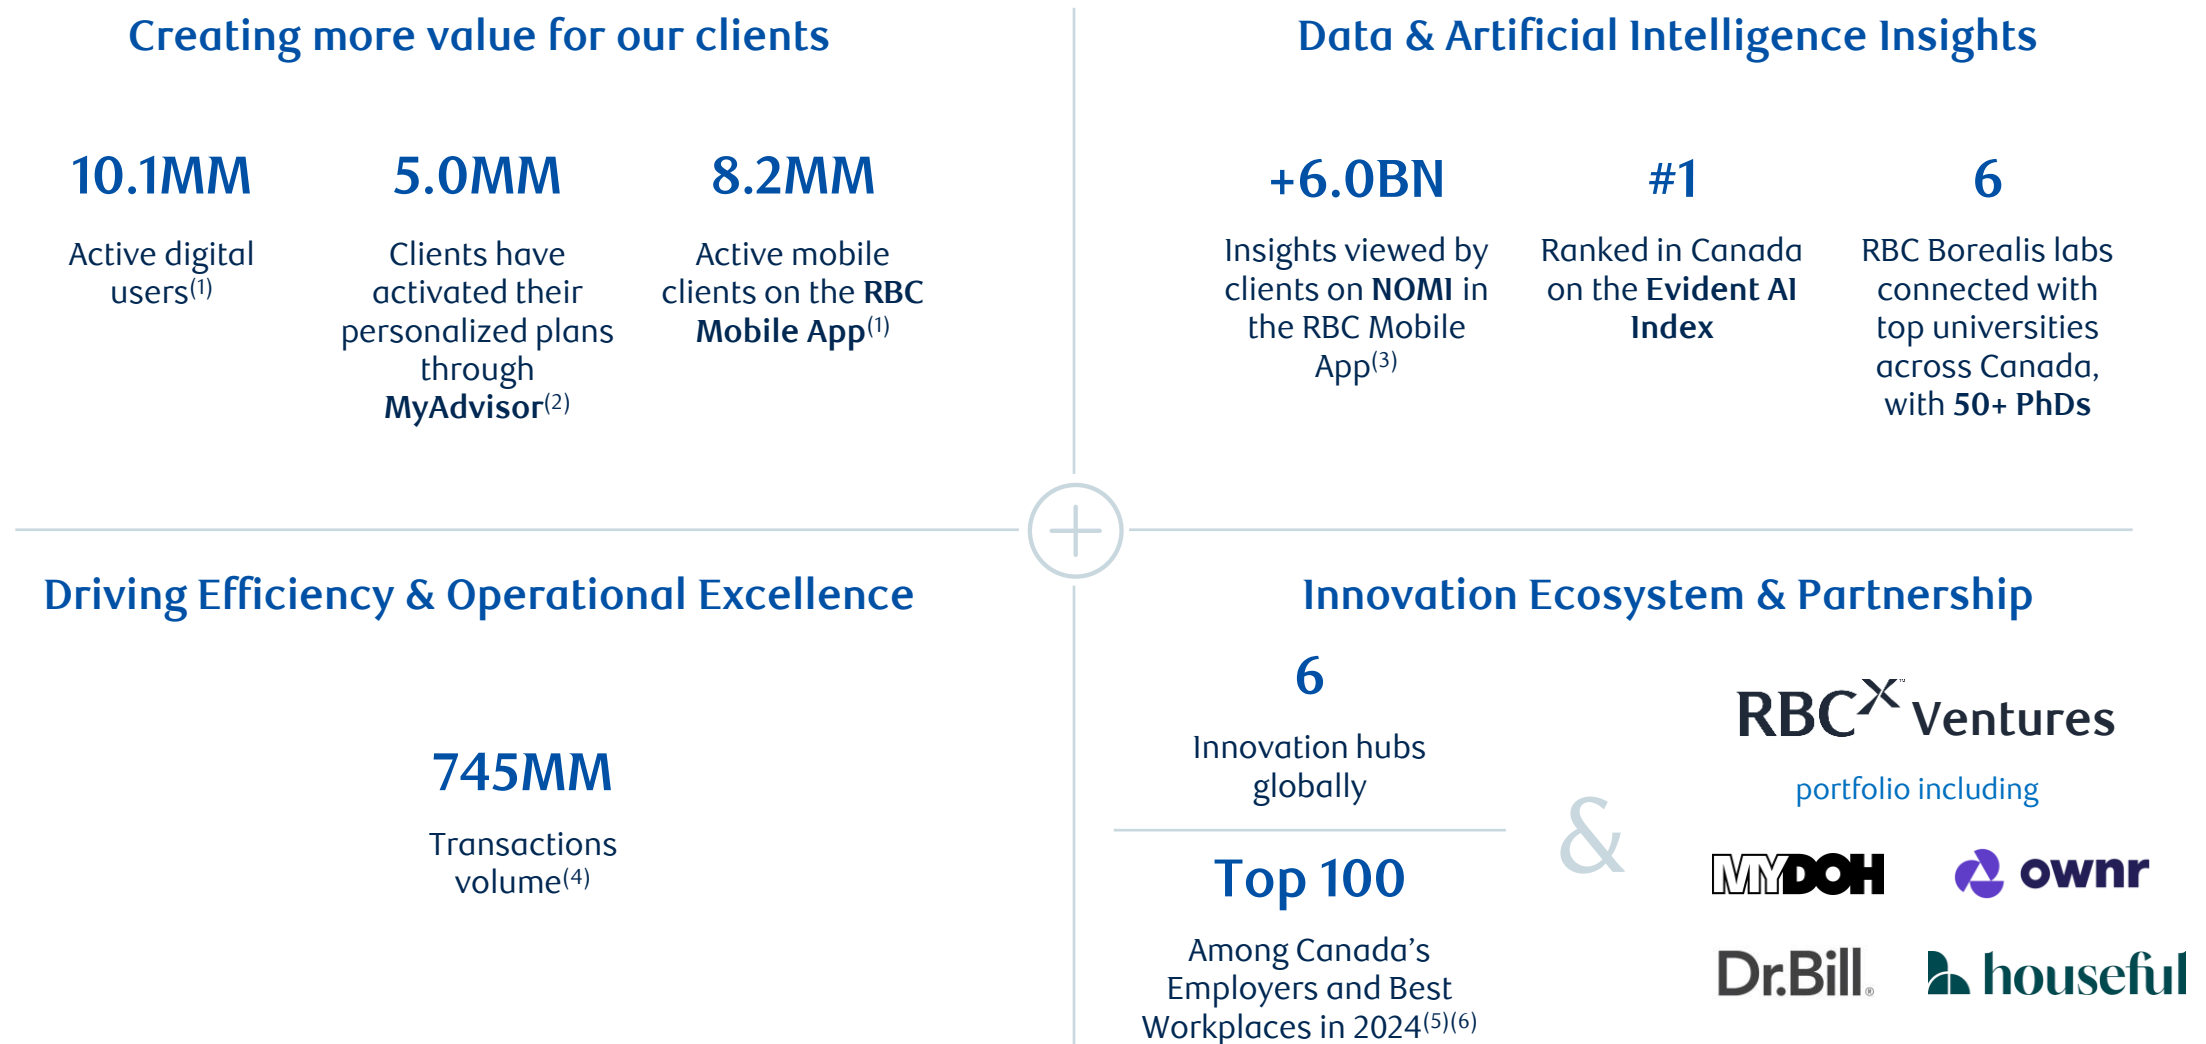 Creating more value for our clients
10.1MM
Active digital
users(1)
5.0MM
Clients have
activated their
personalized plans
through
MyAdvisor(2)
8.2MM
Active mobile
clients on the RBC
Mobile App(1)
Data & Artificial Intelligence Insights
+6.0BN
Insights viewed by
clients on NOMI in
the RBC Mobile
App(3)
#1
Ranked in Canada
on the Evident AI
Index
6
RBC Borealis labs
connected with
top universities
across Canada,
with 50+ PhDs
Driving Efficiency & Operational Excellence
745MM
Transactions
volume(4)
Innovation Ecosystem & Partnership
6
Innovation hubs
globally
Top 100
Among Canada’s
Employers and Best
Workplaces in 2024(5)(6)
&
RBCX™ Ventures
portfolio including
MYDOH
ownr
Dr.Bill®
houseful